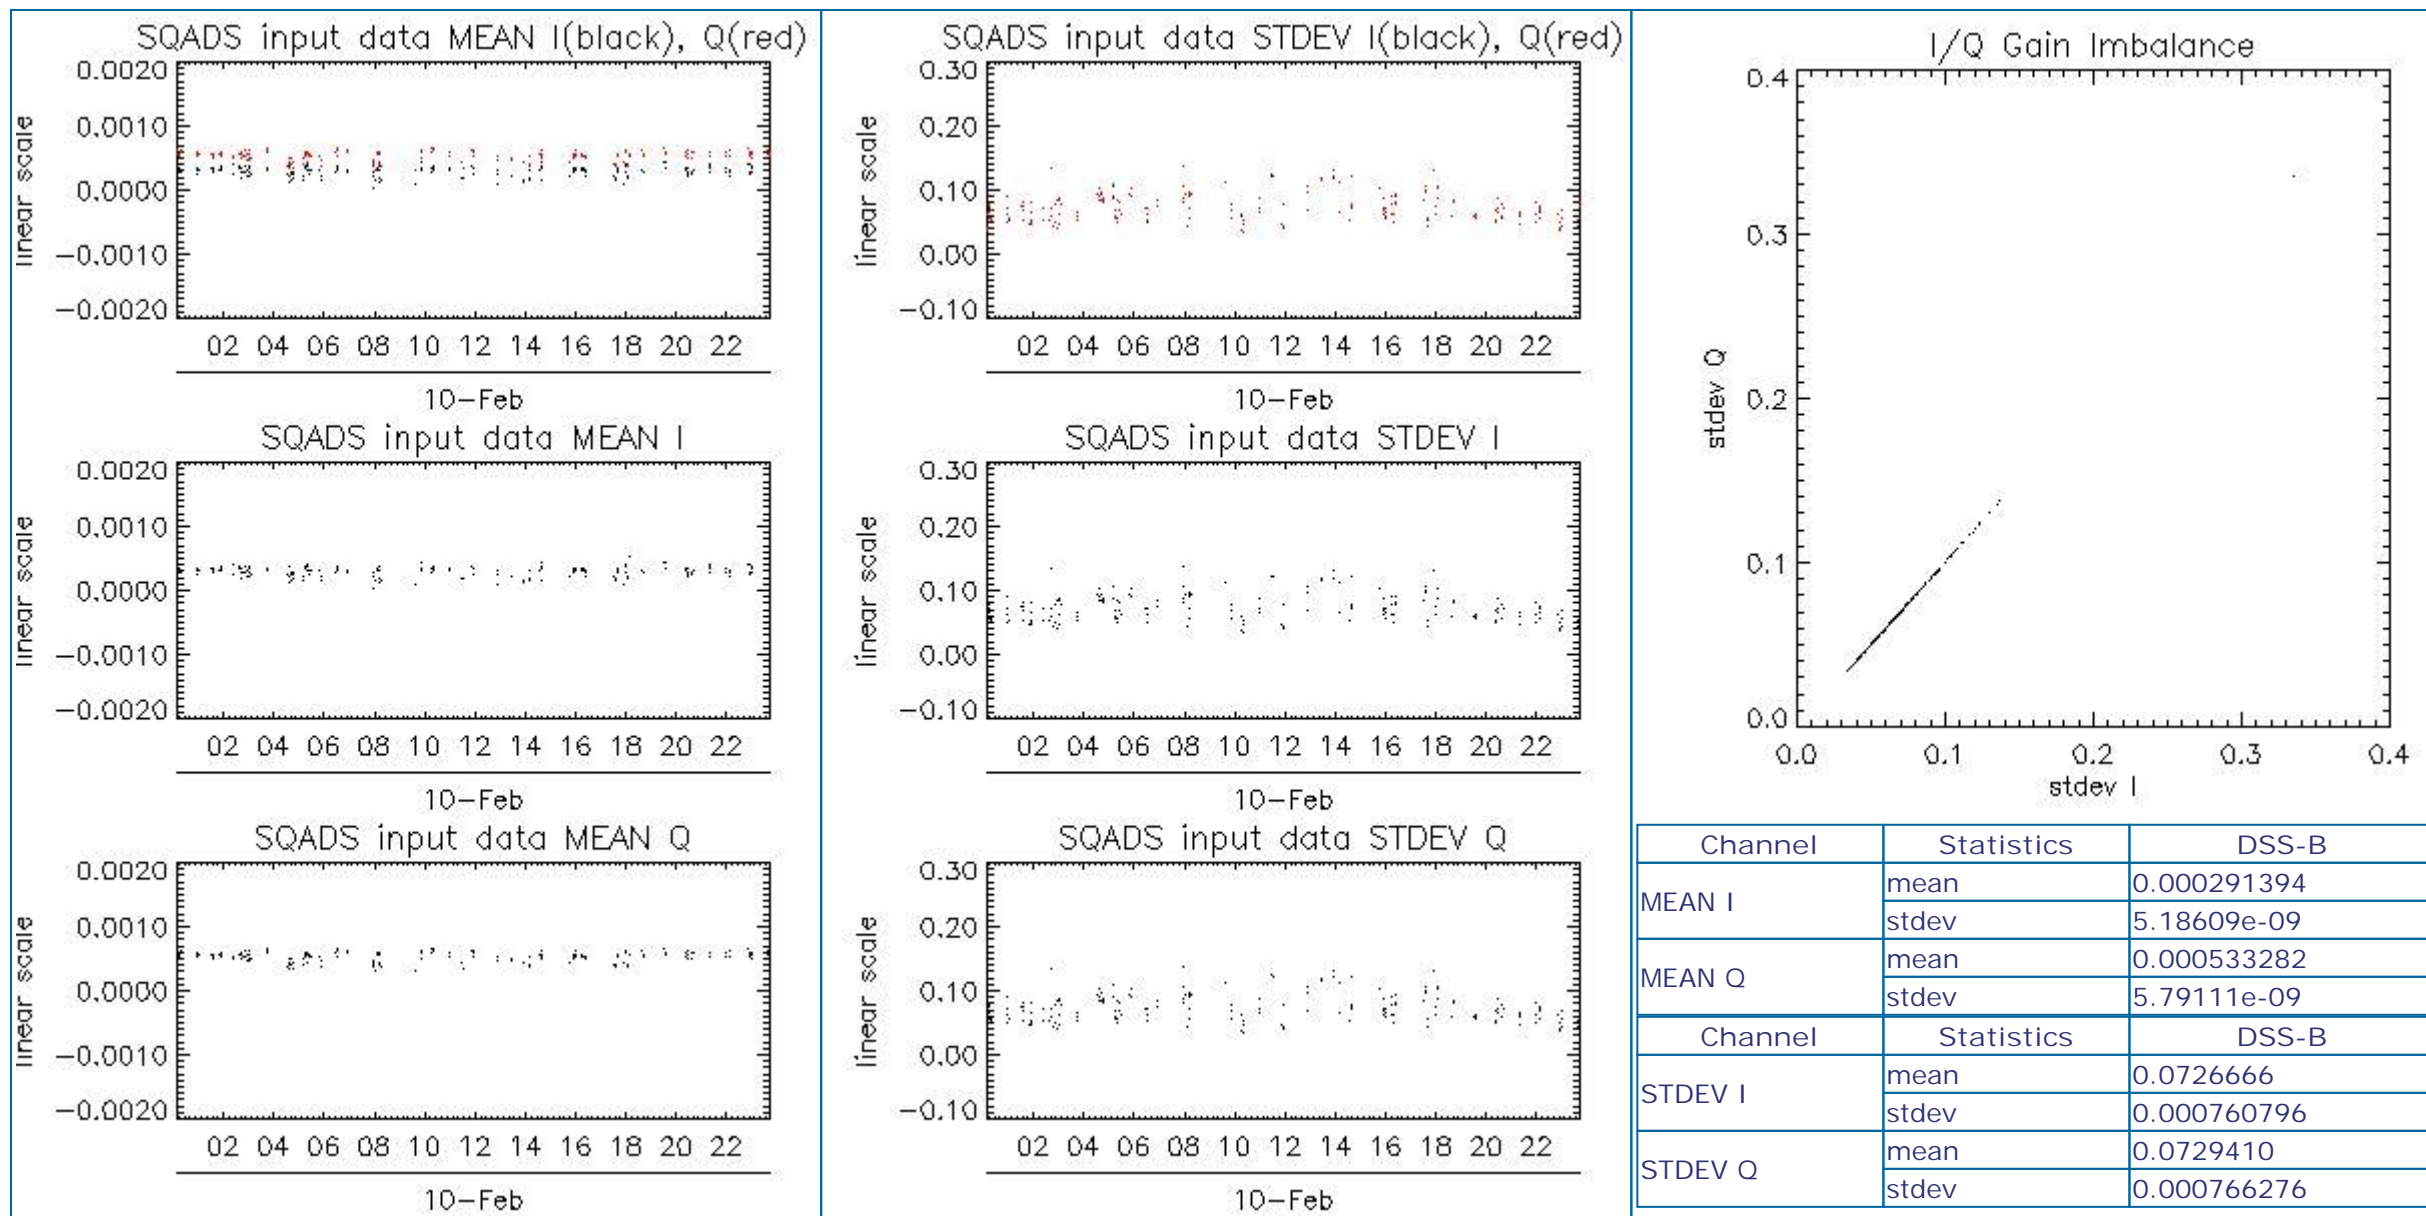 SQADS input data MEAN I(black), Q(red)
0.0020
0.0010
0.0000
−0.0010
−0.0020
linear scale
02 04 06 08 10 12 14 16 18 20 22
10−Feb
SQADS input data MEAN I
0.0020
0.0010
0.0000
−0.0010
−0.0020
linear scale
02 04 06 08 10 12 14 16 18 20 22
10−Feb
SQADS input data MEAN Q
0.0020
0.0010
0.0000
−0.0010
−0.0020
linear scale
02 04 06 08 10 12 14 16 18 20 22
10−Feb
SQADS input data STDEV I(black), Q(red)
0.30
0.20
0.10
0.00
−0.10
linear scale
02 04 06 08 10 12 14 16 18 20 22
10−Feb
SQADS input data STDEV I
0.30
0.20
0.10
0.00
−0.10
linear scale
02 04 06 08 10 12 14 16 18 20 22
10−Feb
SQADS input data STDEV Q
0.30
0.20
0.10
0.00
−0.10
linear scale
02 04 06 08 10 12 14 16 18 20 22
10−Feb
I/Q Gain Imbalance
0.4
0.3
0.2
0.1
0.0
stdev Q
0.0 0.1 0.2 0.3 0.4
stdev I
Channel Statistics DSS-B
MEAN I mean 0.000291394
stdev 5.18609e-09
MEAN Q mean 0.000533282
stdev 5.79111e-09
Channel Statistics DSS-B
STDEV I mean 0.0726666
stdev 0.000760796
STDEV Q mean 0.0729410
stdev 0.000766276